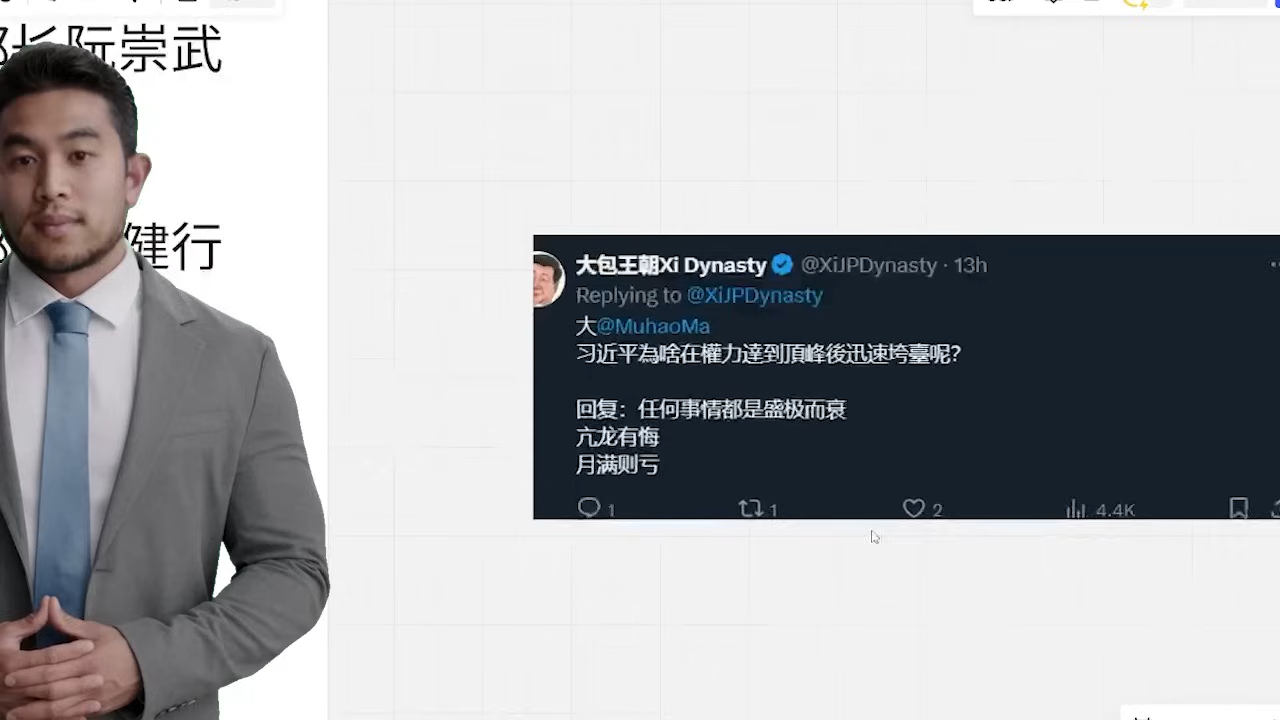 长阮崇武
健行
大包王朝Xi Dynasty @XiJPDynasty · 13h
Replying to @XiJPDynasty
大@MuhaoMa
习近平為啥在權力達到頂峰後迅速垮臺呢?
回复：任何事情都是盛极而衰
亢龙有悔
月满则亏
1 1 2 4.4K